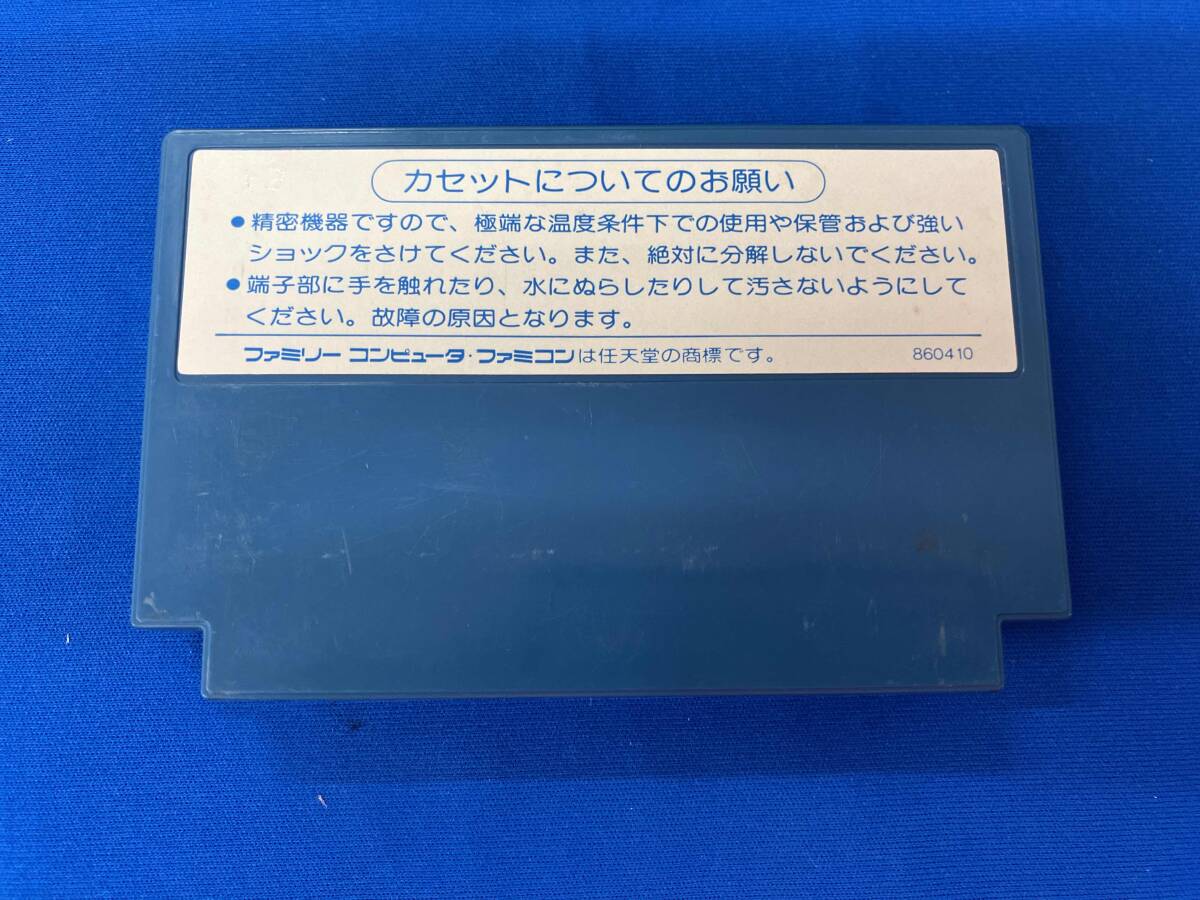 カセットについてのお願い
●精密機器ですので、極端な温度条件下での使用や保管および強い
ショックをさけてください。また、絶対に分解しないでください。
●端子部に手を触れたり、水にぬらしたりして汚さないようにして
ください。故障の原因となります。
ファミリー コンピュータ・ファミコンは任天堂の商標です。 860410